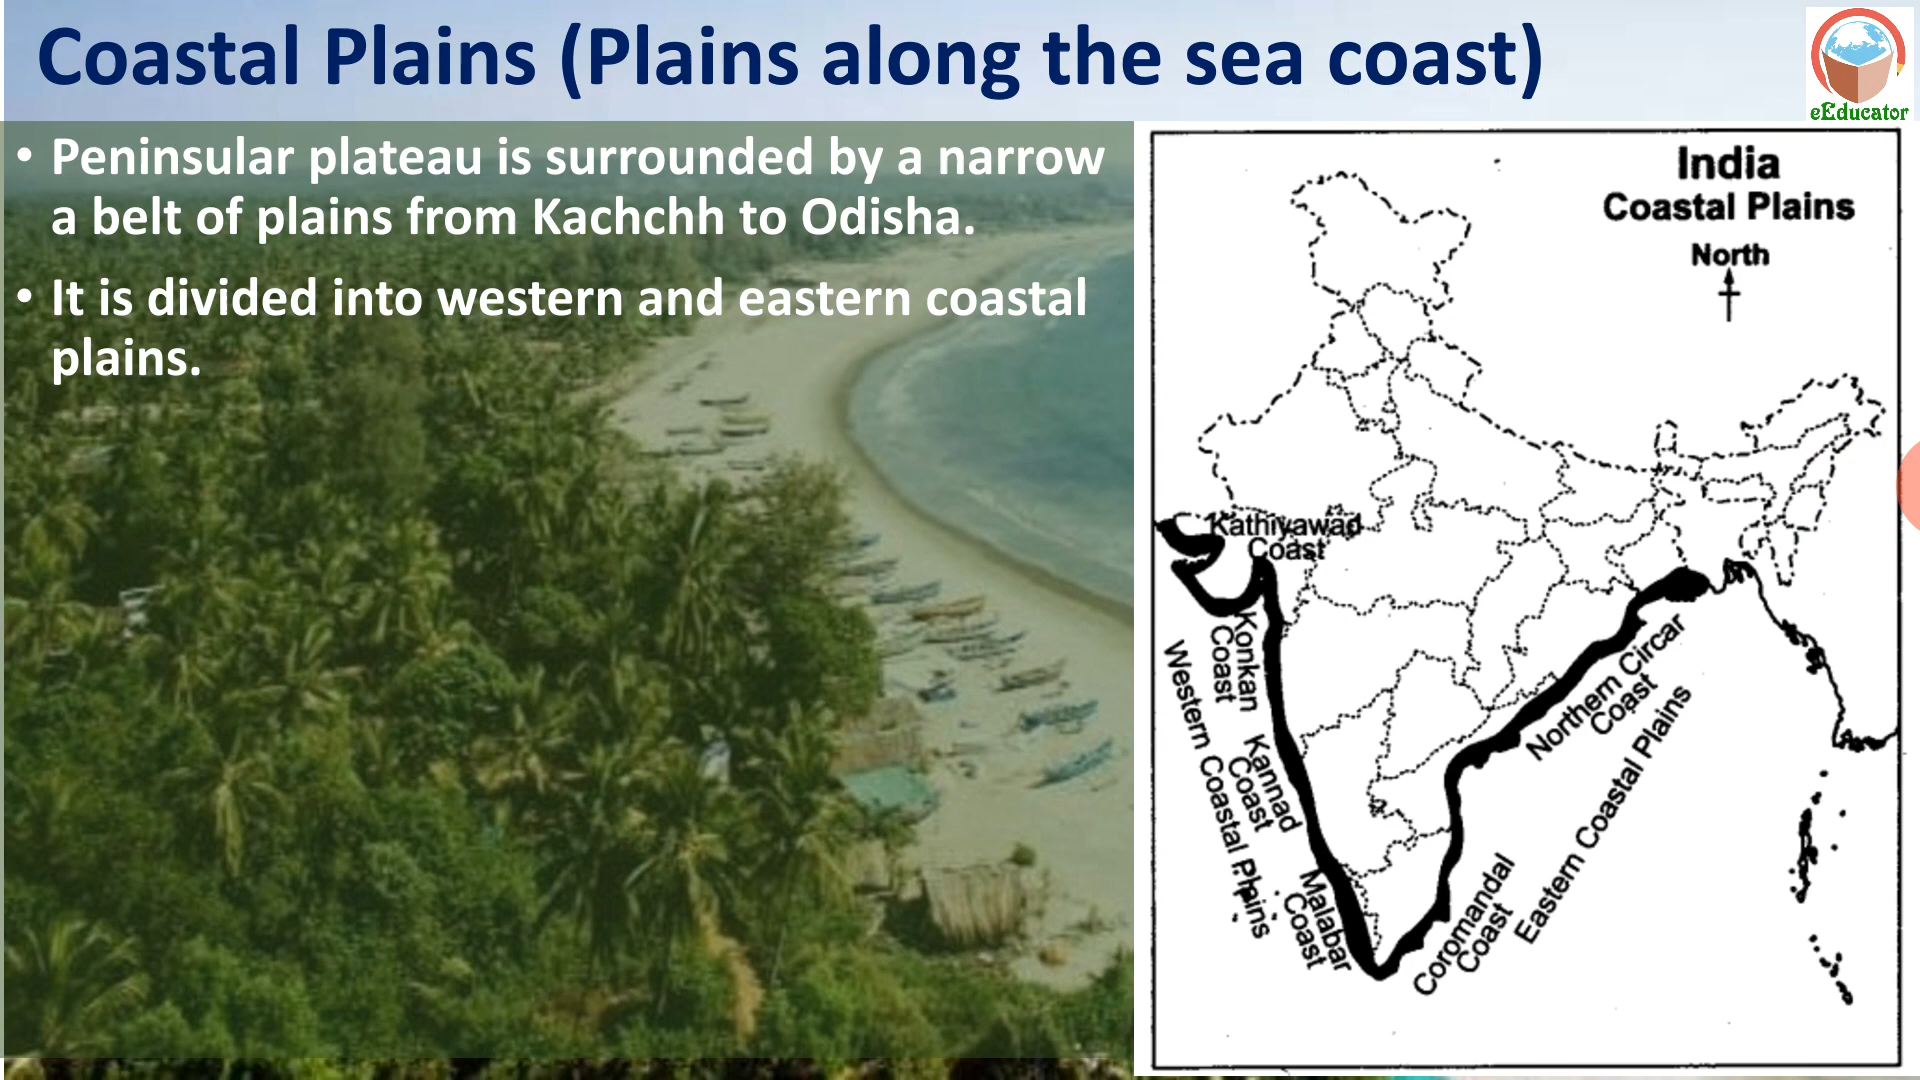 Coastal Plains (Plains along the sea coast)
eEducator
• Peninsular plateau is surrounded by a narrow
a belt of plains from Kachchh to Odisha.
• It is divided into western and eastern coastal
plains.
India
Coastal Plains
North
Kathiyawad
Coast
Konkan
Coast
Western Coastal Plains
Kannad
Coast
Malabar
Coast
Northern Circar
Coast
Eastern Coastal Plains
Coromandal
Coast